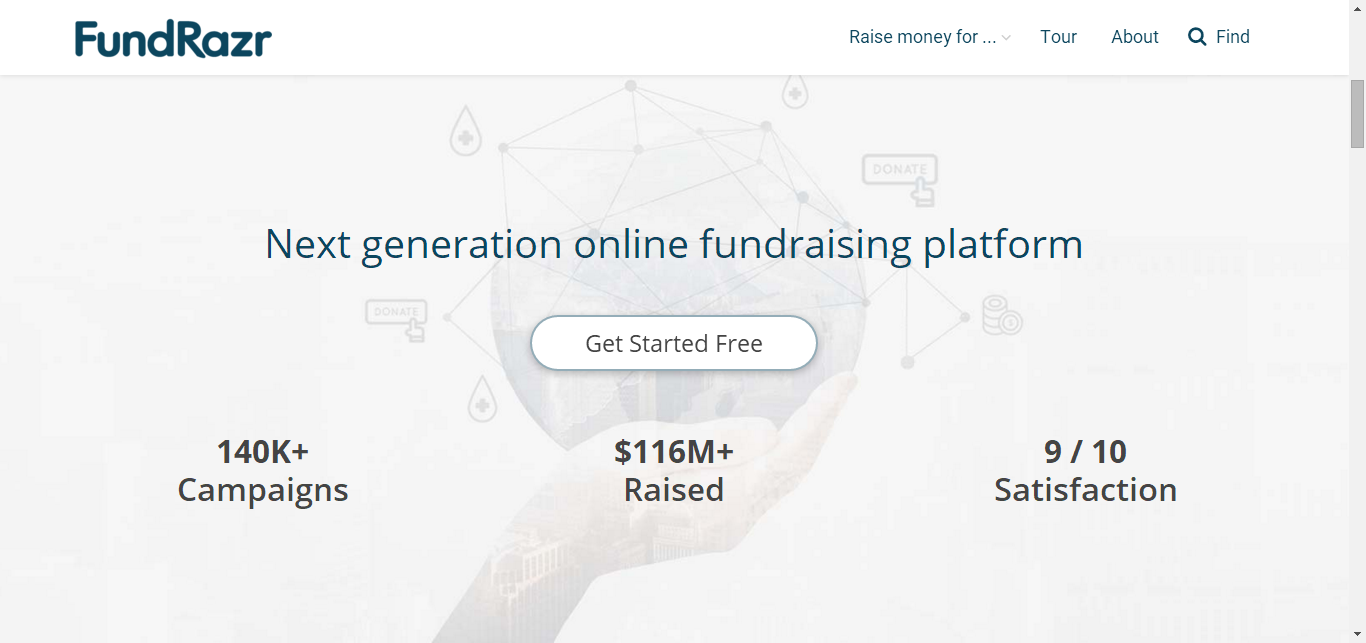 FundRazr
Raise money for ... Tour About Find
DONATE
Next generation online fundraising platform
DONATE
Get Started Free
140K+ $116M+ 9 / 10
Campaigns Raised Satisfaction